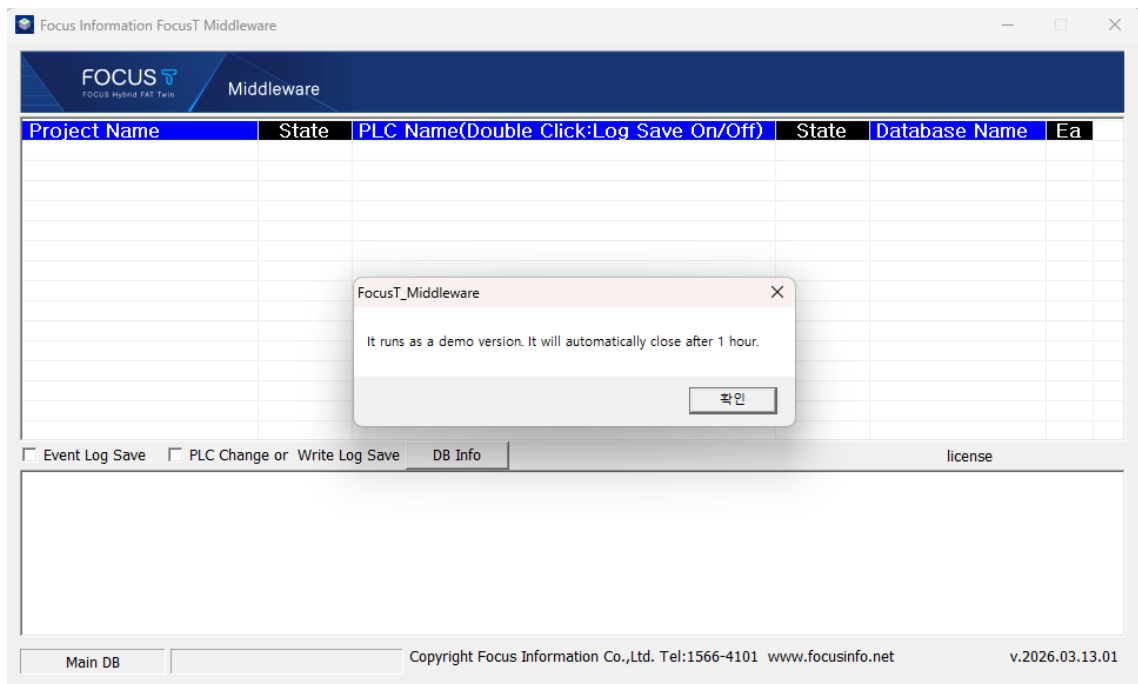 Focus Information FocusT Middleware
FOCUS T
FOCUS Hybrid FAT Twin
Middleware
Project Name State PLC Name(Double Click:Log Save On/Off) State Database Name Ea
FocusT_Middleware
It runs as a demo version. It will automatically close after 1 hour.
확인
Event Log Save PLC Change or Write Log Save DB Info license
Main DB Copyright Focus Information Co.,Ltd. Tel:1566-4101 www.focusinfo.net v.2026.03.13.01